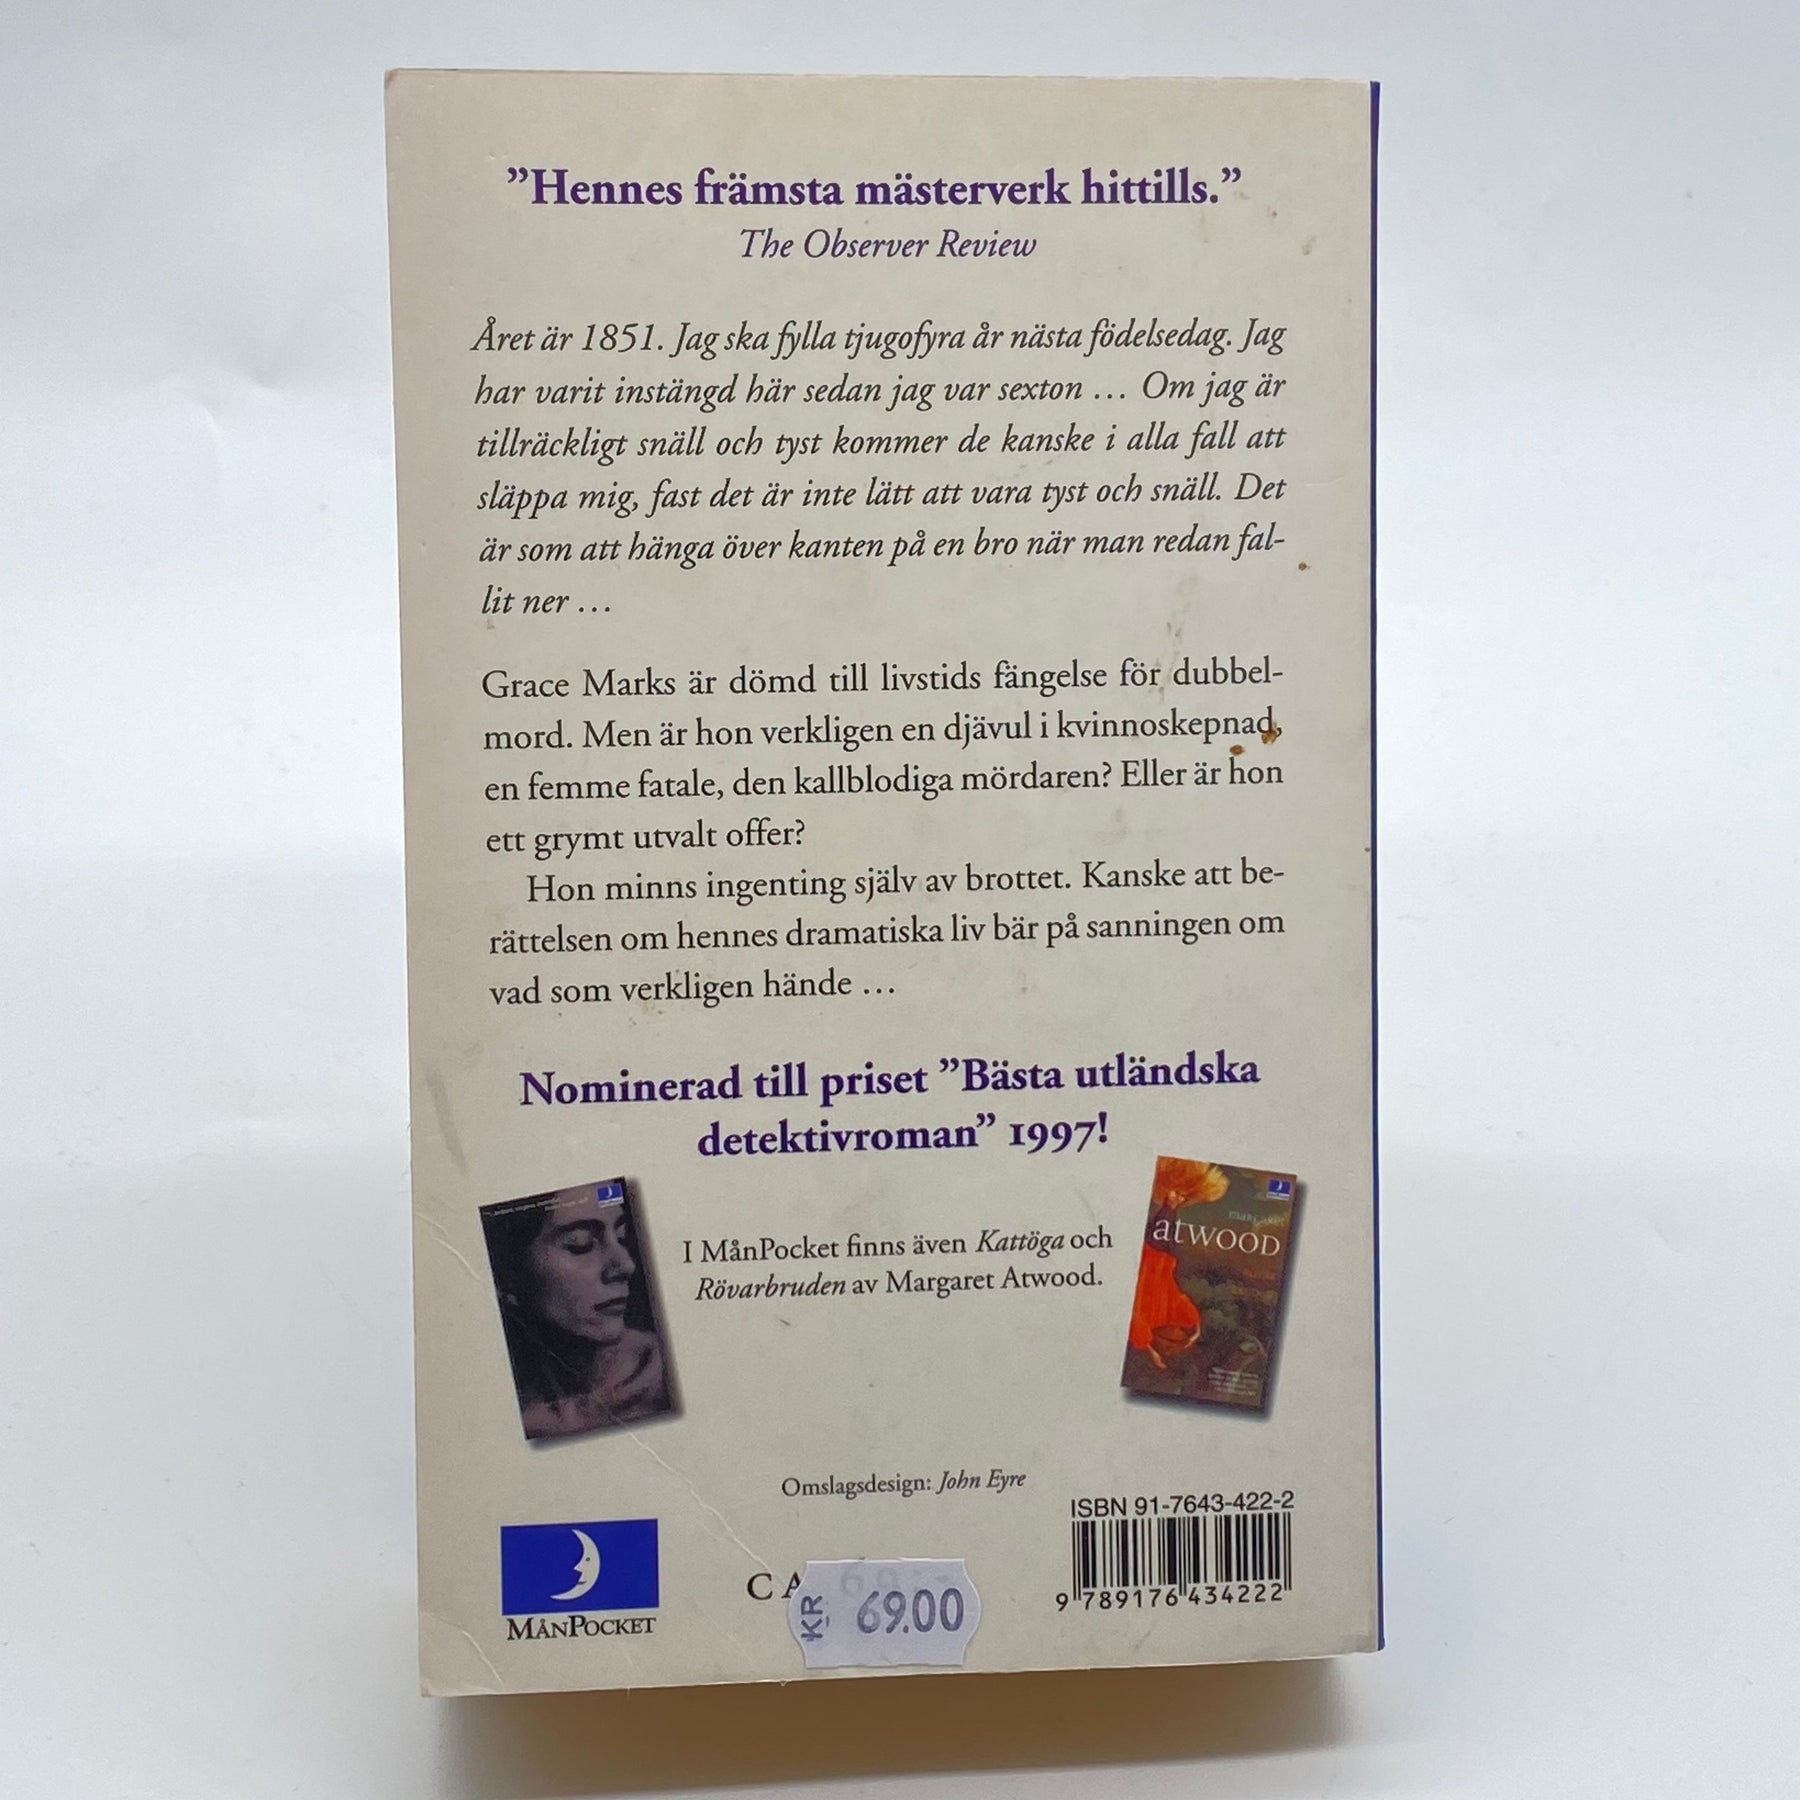 ”Hennes främsta mästerverk hittills.”
The Observer Review
Året är 1851. Jag ska fylla tjugofyra år nästa födelsedag. Jag
har varit instängd här sedan jag var sexton … Om jag är
tillräckligt snäll och tyst kommer de kanske i alla fall att
släppa mig, fast det är inte lätt att vara tyst och snäll. Det
är som att hänga över kanten på en bro när man redan fal-
lit ner …
Grace Marks är dömd till livstids fängelse för dubbel-
mord. Men är hon verkligen en djävul i kvinnoskepnad,
en femme fatale, den kallblodiga mördaren? Eller är hon
ett grymt utvalt offer?
Hon minns ingenting själv av brottet. Kanske att be-
rättelsen om hennes dramatiska liv bär på sanningen om
vad som verkligen hände …
Nominerad till priset ”Bästa utländska
detektivroman” 1997!
margaret
atwood
I MånPocket finns även Kattöga och
Rövarbruden av Margaret Atwood.
Omslagsdesign: John Eyre
ISBN 91-7643-422-2
9 789176 434222
MÅNPOCKET
CA
KR 69.00